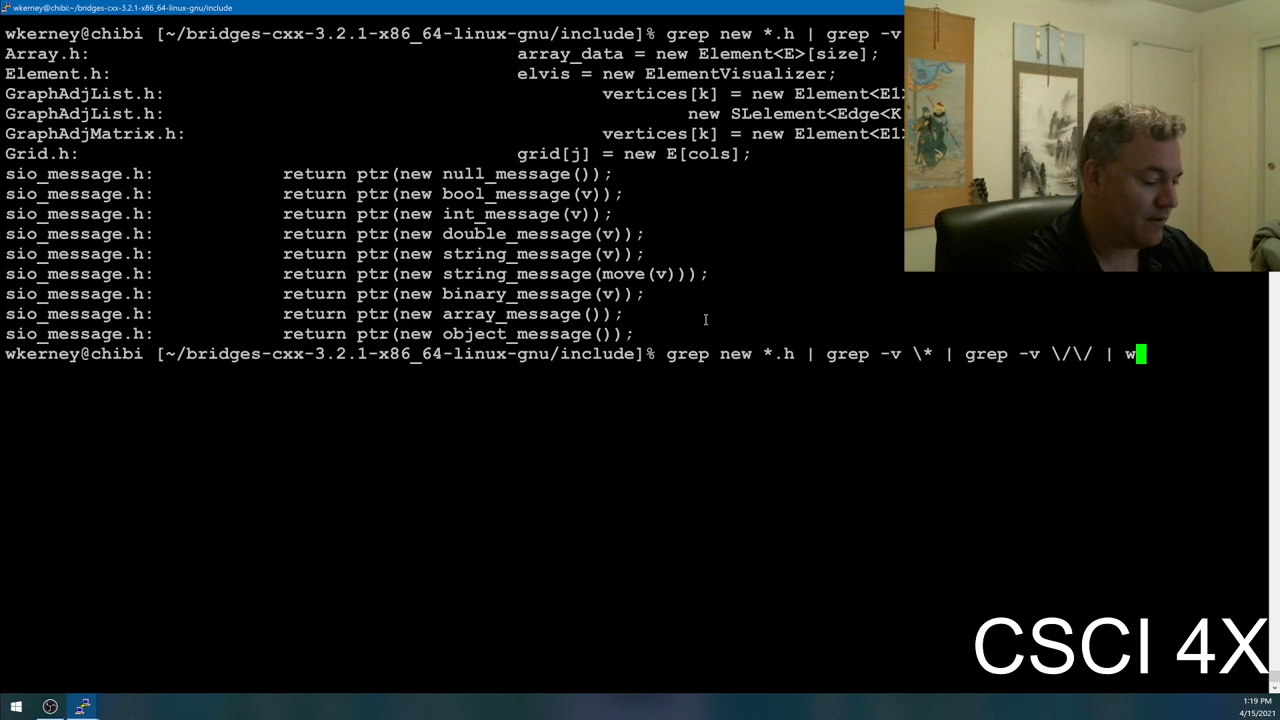 wkerney@chibi:~/bridges-cxx-3.2.1-x86_64-linux-gnu/include
wkerney@chibi [~/bridges-cxx-3.2.1-x86_64-linux-gnu/include]% grep new *.h | grep -v
Array.h: array_data = new Element<E>[size];
Element.h: elvis = new ElementVisualizer;
GraphAdjList.h: vertices[k] = new Element<E1>
GraphAdjList.h: new SLelement<Edge<K
GraphAdjMatrix.h: vertices[k] = new Element<E1>
Grid.h: grid[j] = new E[cols];
sio_message.h: return ptr(new null_message());
sio_message.h: return ptr(new bool_message(v));
sio_message.h: return ptr(new int_message(v));
sio_message.h: return ptr(new double_message(v));
sio_message.h: return ptr(new string_message(v));
sio_message.h: return ptr(new string_message(move(v)));
sio_message.h: return ptr(new binary_message(v));
sio_message.h: return ptr(new array_message());
sio_message.h: return ptr(new object_message());
wkerney@chibi [~/bridges-cxx-3.2.1-x86_64-linux-gnu/include]% grep new *.h | grep -v \* | grep -v \/\/ | w
CSCI 4X
1:19 PM
4/15/2021